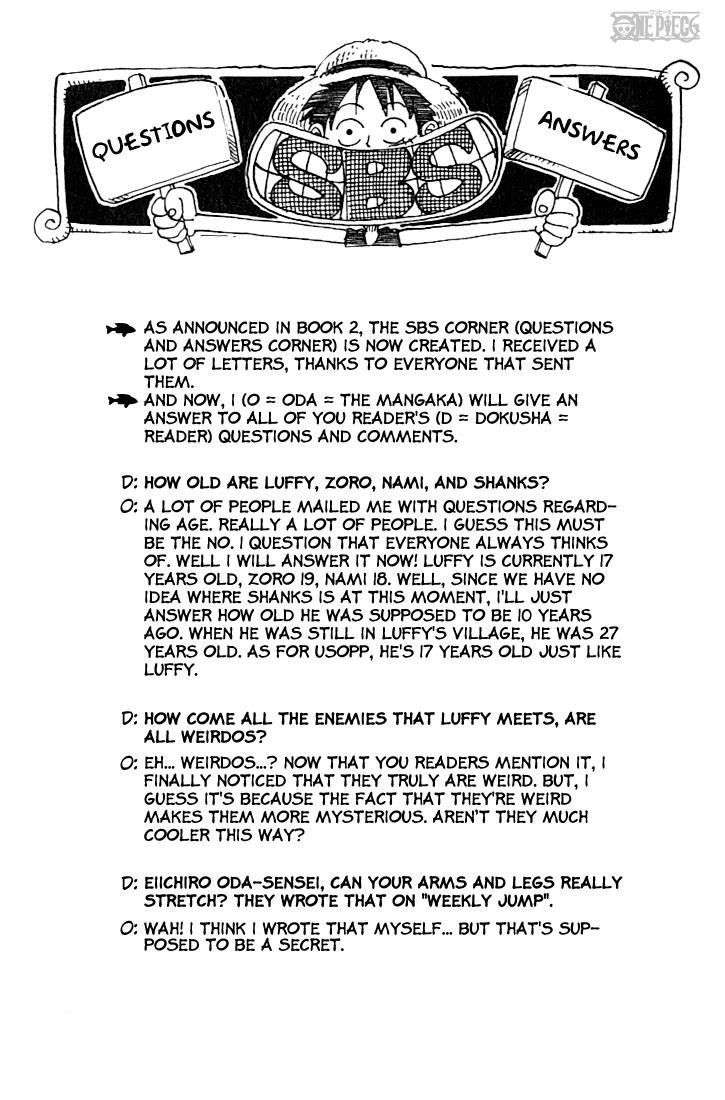 ワンピース
ONE PIECE
QUESTIONS
SBS
ANSWERS
AS ANNOUNCED IN BOOK 2, THE SBS CORNER (QUESTIONS
AND ANSWERS CORNER) IS NOW CREATED. I RECEIVED A
LOT OF LETTERS, THANKS TO EVERYONE THAT SENT
THEM.
AND NOW, I (O = ODA = THE MANGAKA) WILL GIVE AN
ANSWER TO ALL OF YOU READER'S (D = DOKUSHA =
READER) QUESTIONS AND COMMENTS.
D: HOW OLD ARE LUFFY, ZORO, NAMI, AND SHANKS?
O: A LOT OF PEOPLE MAILED ME WITH QUESTIONS REGARD-
ING AGE. REALLY A LOT OF PEOPLE. I GUESS THIS MUST
BE THE NO. 1 QUESTION THAT EVERYONE ALWAYS THINKS
OF. WELL I WILL ANSWER IT NOW! LUFFY IS CURRENTLY 17
YEARS OLD, ZORO 19, NAMI 18. WELL, SINCE WE HAVE NO
IDEA WHERE SHANKS IS AT THIS MOMENT, I'LL JUST
ANSWER HOW OLD HE WAS SUPPOSED TO BE 10 YEARS
AGO. WHEN HE WAS STILL IN LUFFY'S VILLAGE, HE WAS 27
YEARS OLD. AS FOR USOPP, HE'S 17 YEARS OLD JUST LIKE
LUFFY.
D: HOW COME ALL THE ENEMIES THAT LUFFY MEETS, ARE
ALL WEIRDOS?
O: EH... WEIRDOS...? NOW THAT YOU READERS MENTION IT, I
FINALLY NOTICED THAT THEY TRULY ARE WEIRD. BUT, I
GUESS IT'S BECAUSE THE FACT THAT THEY'RE WEIRD
MAKES THEM MORE MYSTERIOUS. AREN'T THEY MUCH
COOLER THIS WAY?
D: EIICHIRO ODA-SENSEI, CAN YOUR ARMS AND LEGS REALLY
STRETCH? THEY WROTE THAT ON "WEEKLY JUMP".
O: WAH! I THINK I WROTE THAT MYSELF... BUT THAT'S SUP-
POSED TO BE A SECRET.